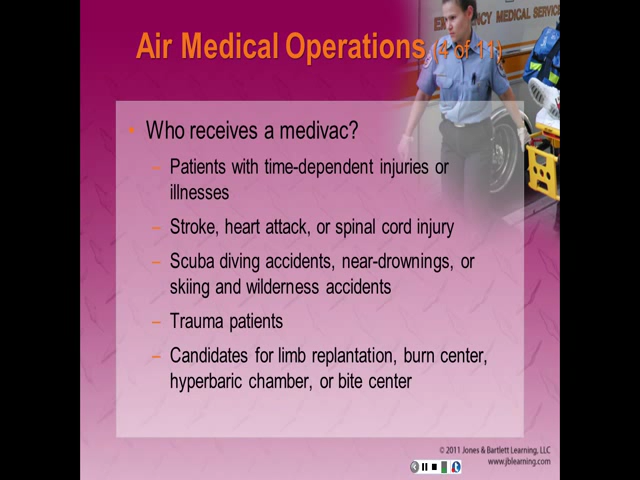 EMERGENCY MEDICAL SERVICE
Air Medical Operations (4 of 11)
• Who receives a medivac?
– Patients with time-dependent injuries or
illnesses
– Stroke, heart attack, or spinal cord injury
– Scuba diving accidents, near-drownings, or
skiing and wilderness accidents
– Trauma patients
– Candidates for limb replantation, burn center,
hyperbaric chamber, or bite center
© 2011 Jones & Bartlett Learning, LLC
www.jblearning.com